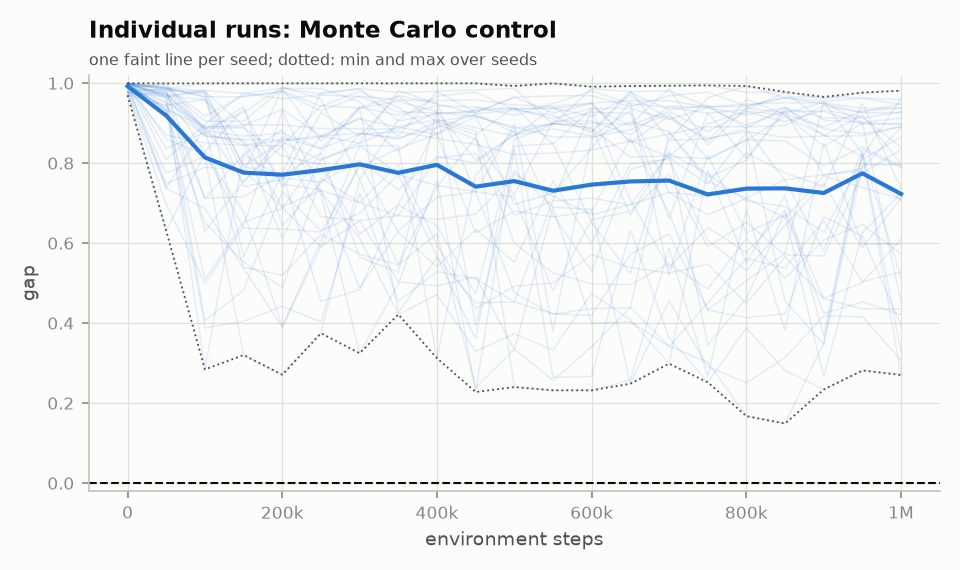 Individual runs: Monte Carlo control
one faint line per seed; dotted: min and max over seeds
1.0
0.8
0.6
0.4
0.2
0.0
gap
0
200k
400k
600k
800k
1M
environment steps